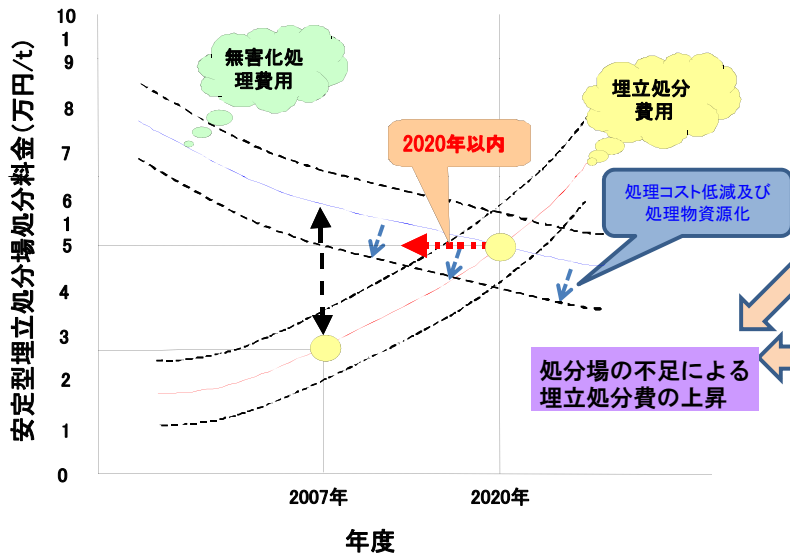 安定型埋立処分場処分料金(万円/t)
10
1
9
8
7
6
1
5
4
3
2
1
0
無害化処
理費用
2020年以内
埋立処分
費用
処理コスト低減及び
処理物資源化
処分場の不足による
埋立処分費の上昇
2007年
2020年
年度